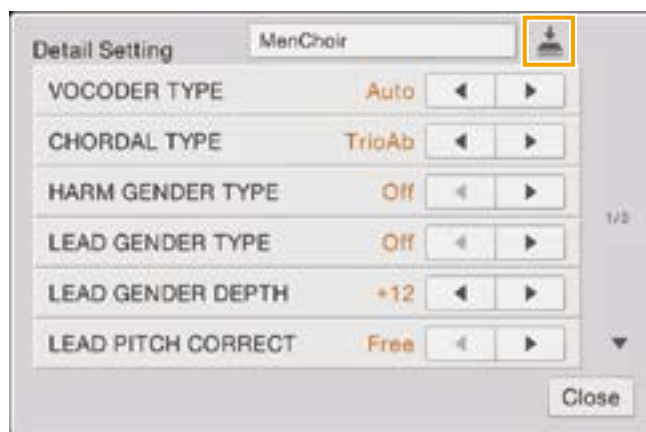 Detail Setting MenChoir
VOCODER TYPE Auto
CHORDAL TYPE TrioAb
HARM GENDER TYPE Off
LEAD GENDER TYPE Off
1/2
LEAD GENDER DEPTH +12
LEAD PITCH CORRECT Free
Close